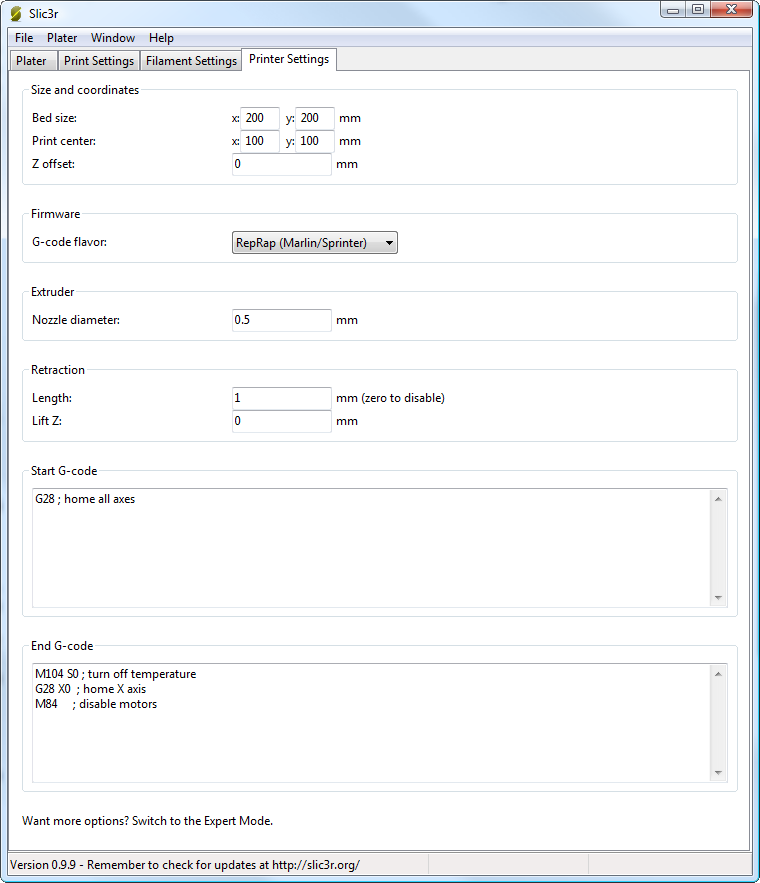 Slic3r
File Plater Window Help
Plater Print Settings Filament Settings Printer Settings
Size and coordinates
Bed size: x: 200 y: 200 mm
Print center: x: 100 y: 100 mm
Z offset: 0 mm
Firmware
G-code flavor: RepRap (Marlin/Sprinter)
Extruder
Nozzle diameter: 0.5 mm
Retraction
Length: 1 mm (zero to disable)
Lift Z: 0 mm
Start G-code
G28 ; home all axes
End G-code
M104 S0 ; turn off temperature
G28 X0  ; home X axis
M84     ; disable motors
Want more options? Switch to the Expert Mode.
Version 0.9.9 - Remember to check for updates at http://slic3r.org/